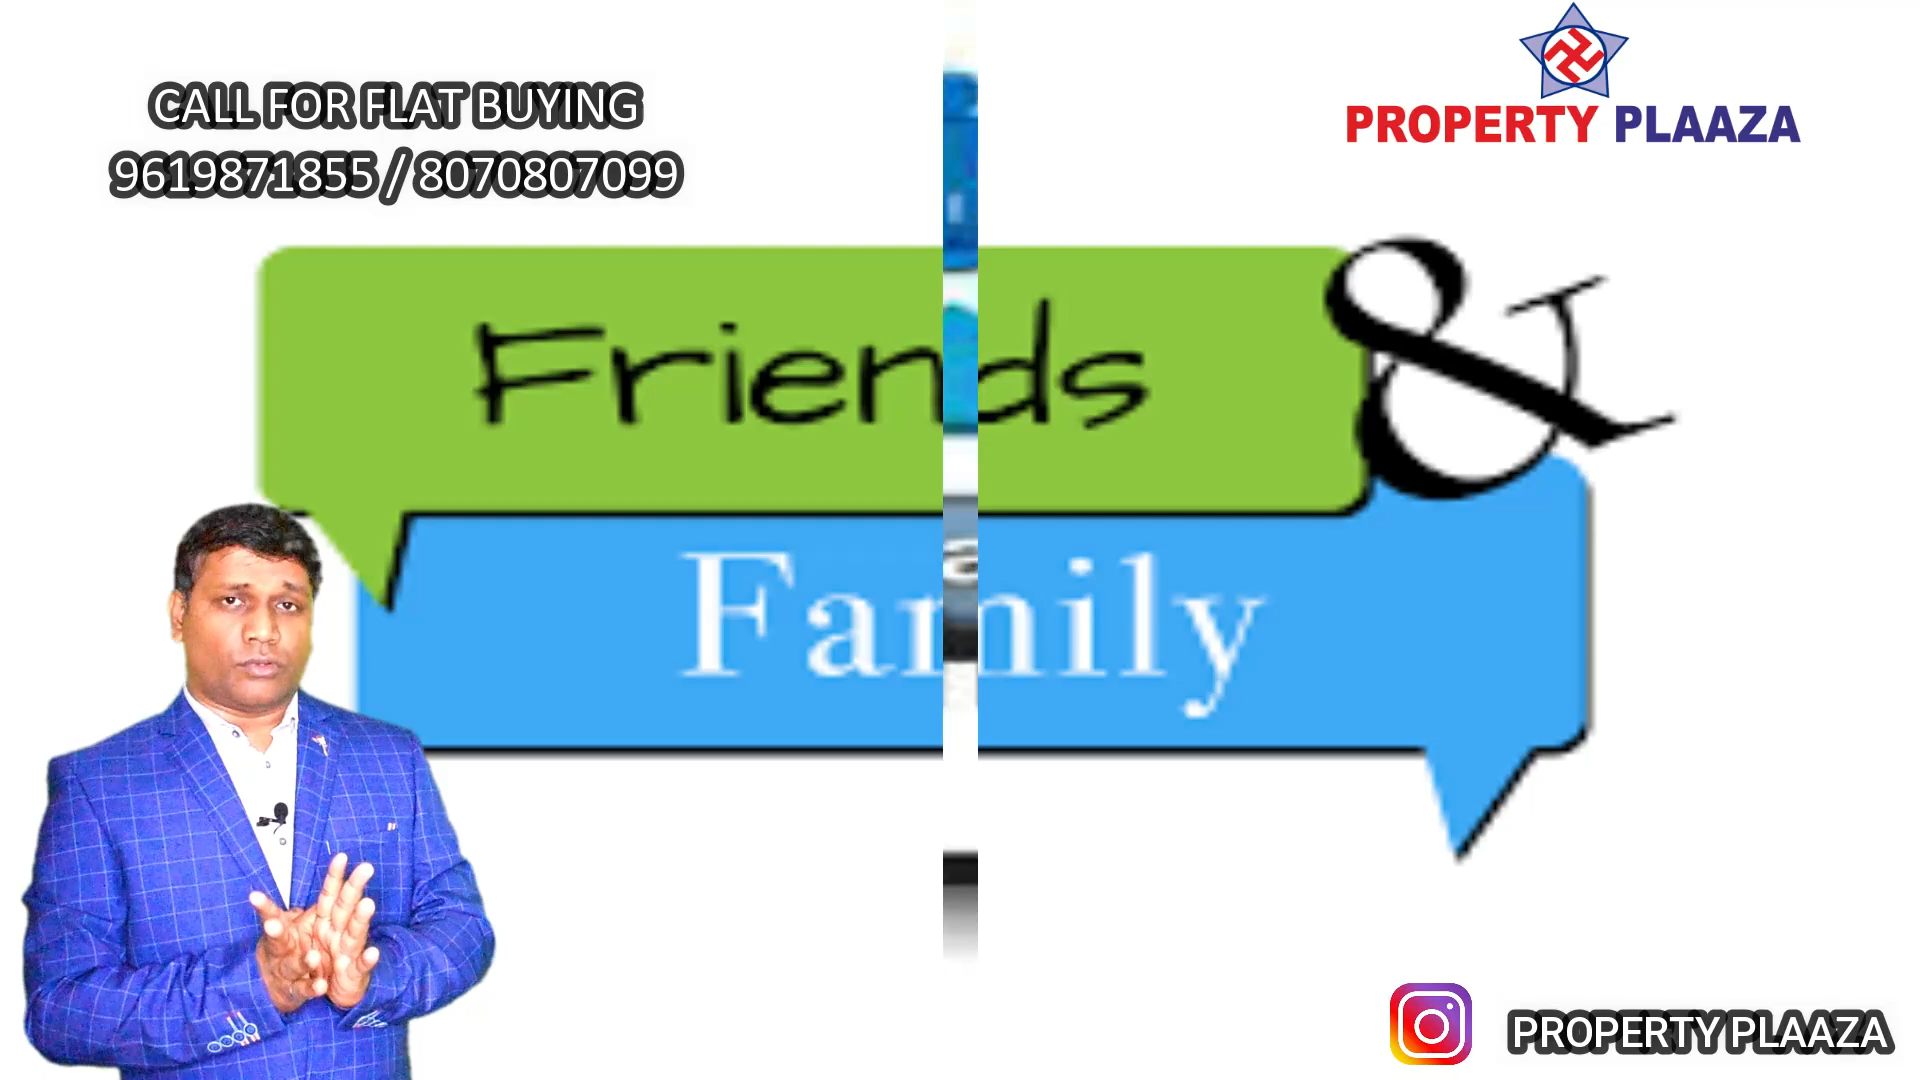 CALL FOR FLAT BUYING
9619871855 / 8070807099
PROPERTY PLAAZA
Friends &
Family
PROPERTY PLAAZA